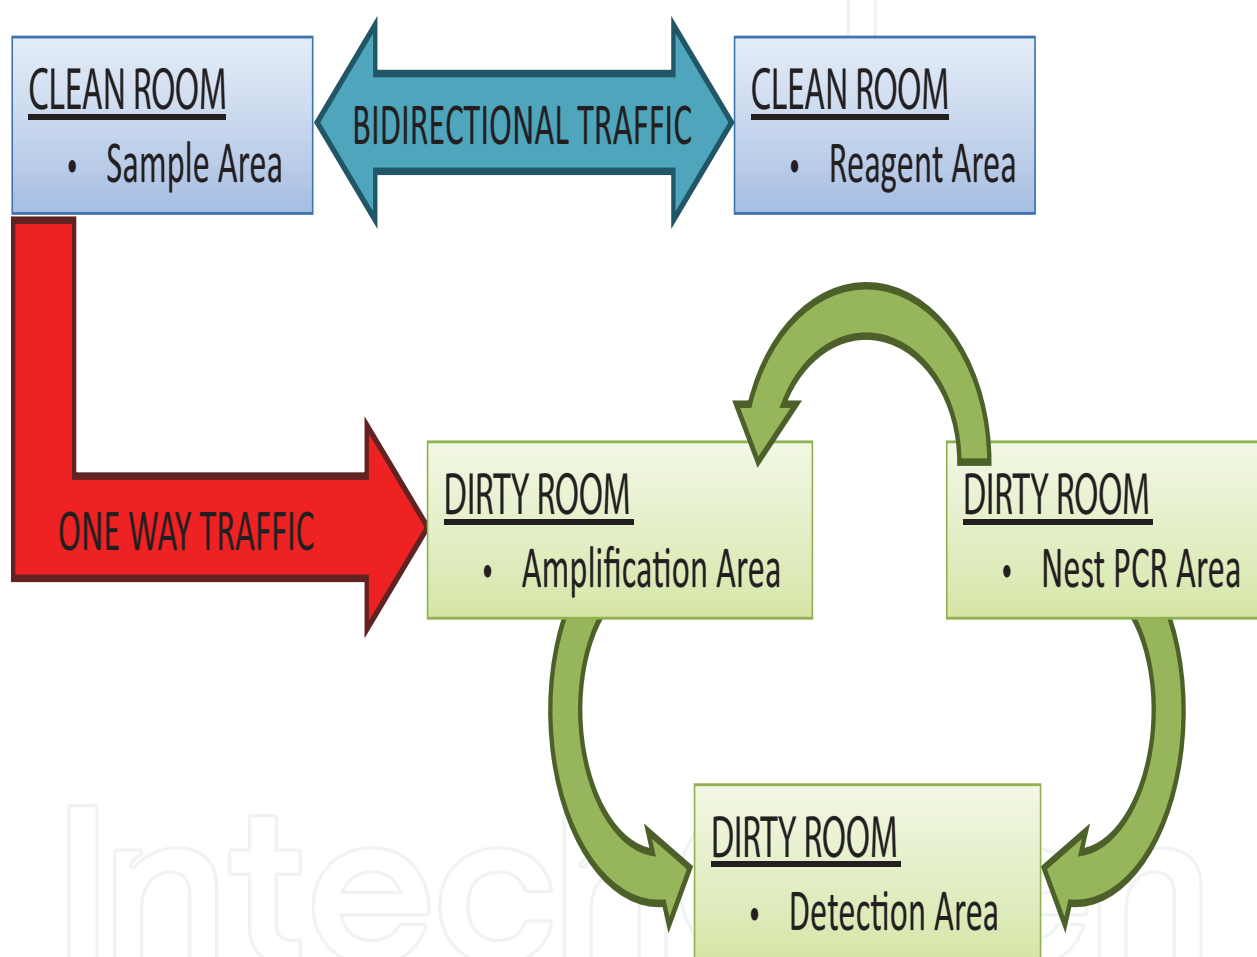 CLEAN ROOM
• Sample Area
BIDIRECTIONAL TRAFFIC
CLEAN ROOM
• Reagent Area
ONE WAY TRAFFIC
DIRTY ROOM
• Amplification Area
DIRTY ROOM
• Nest PCR Area
DIRTY ROOM
• Detection Area